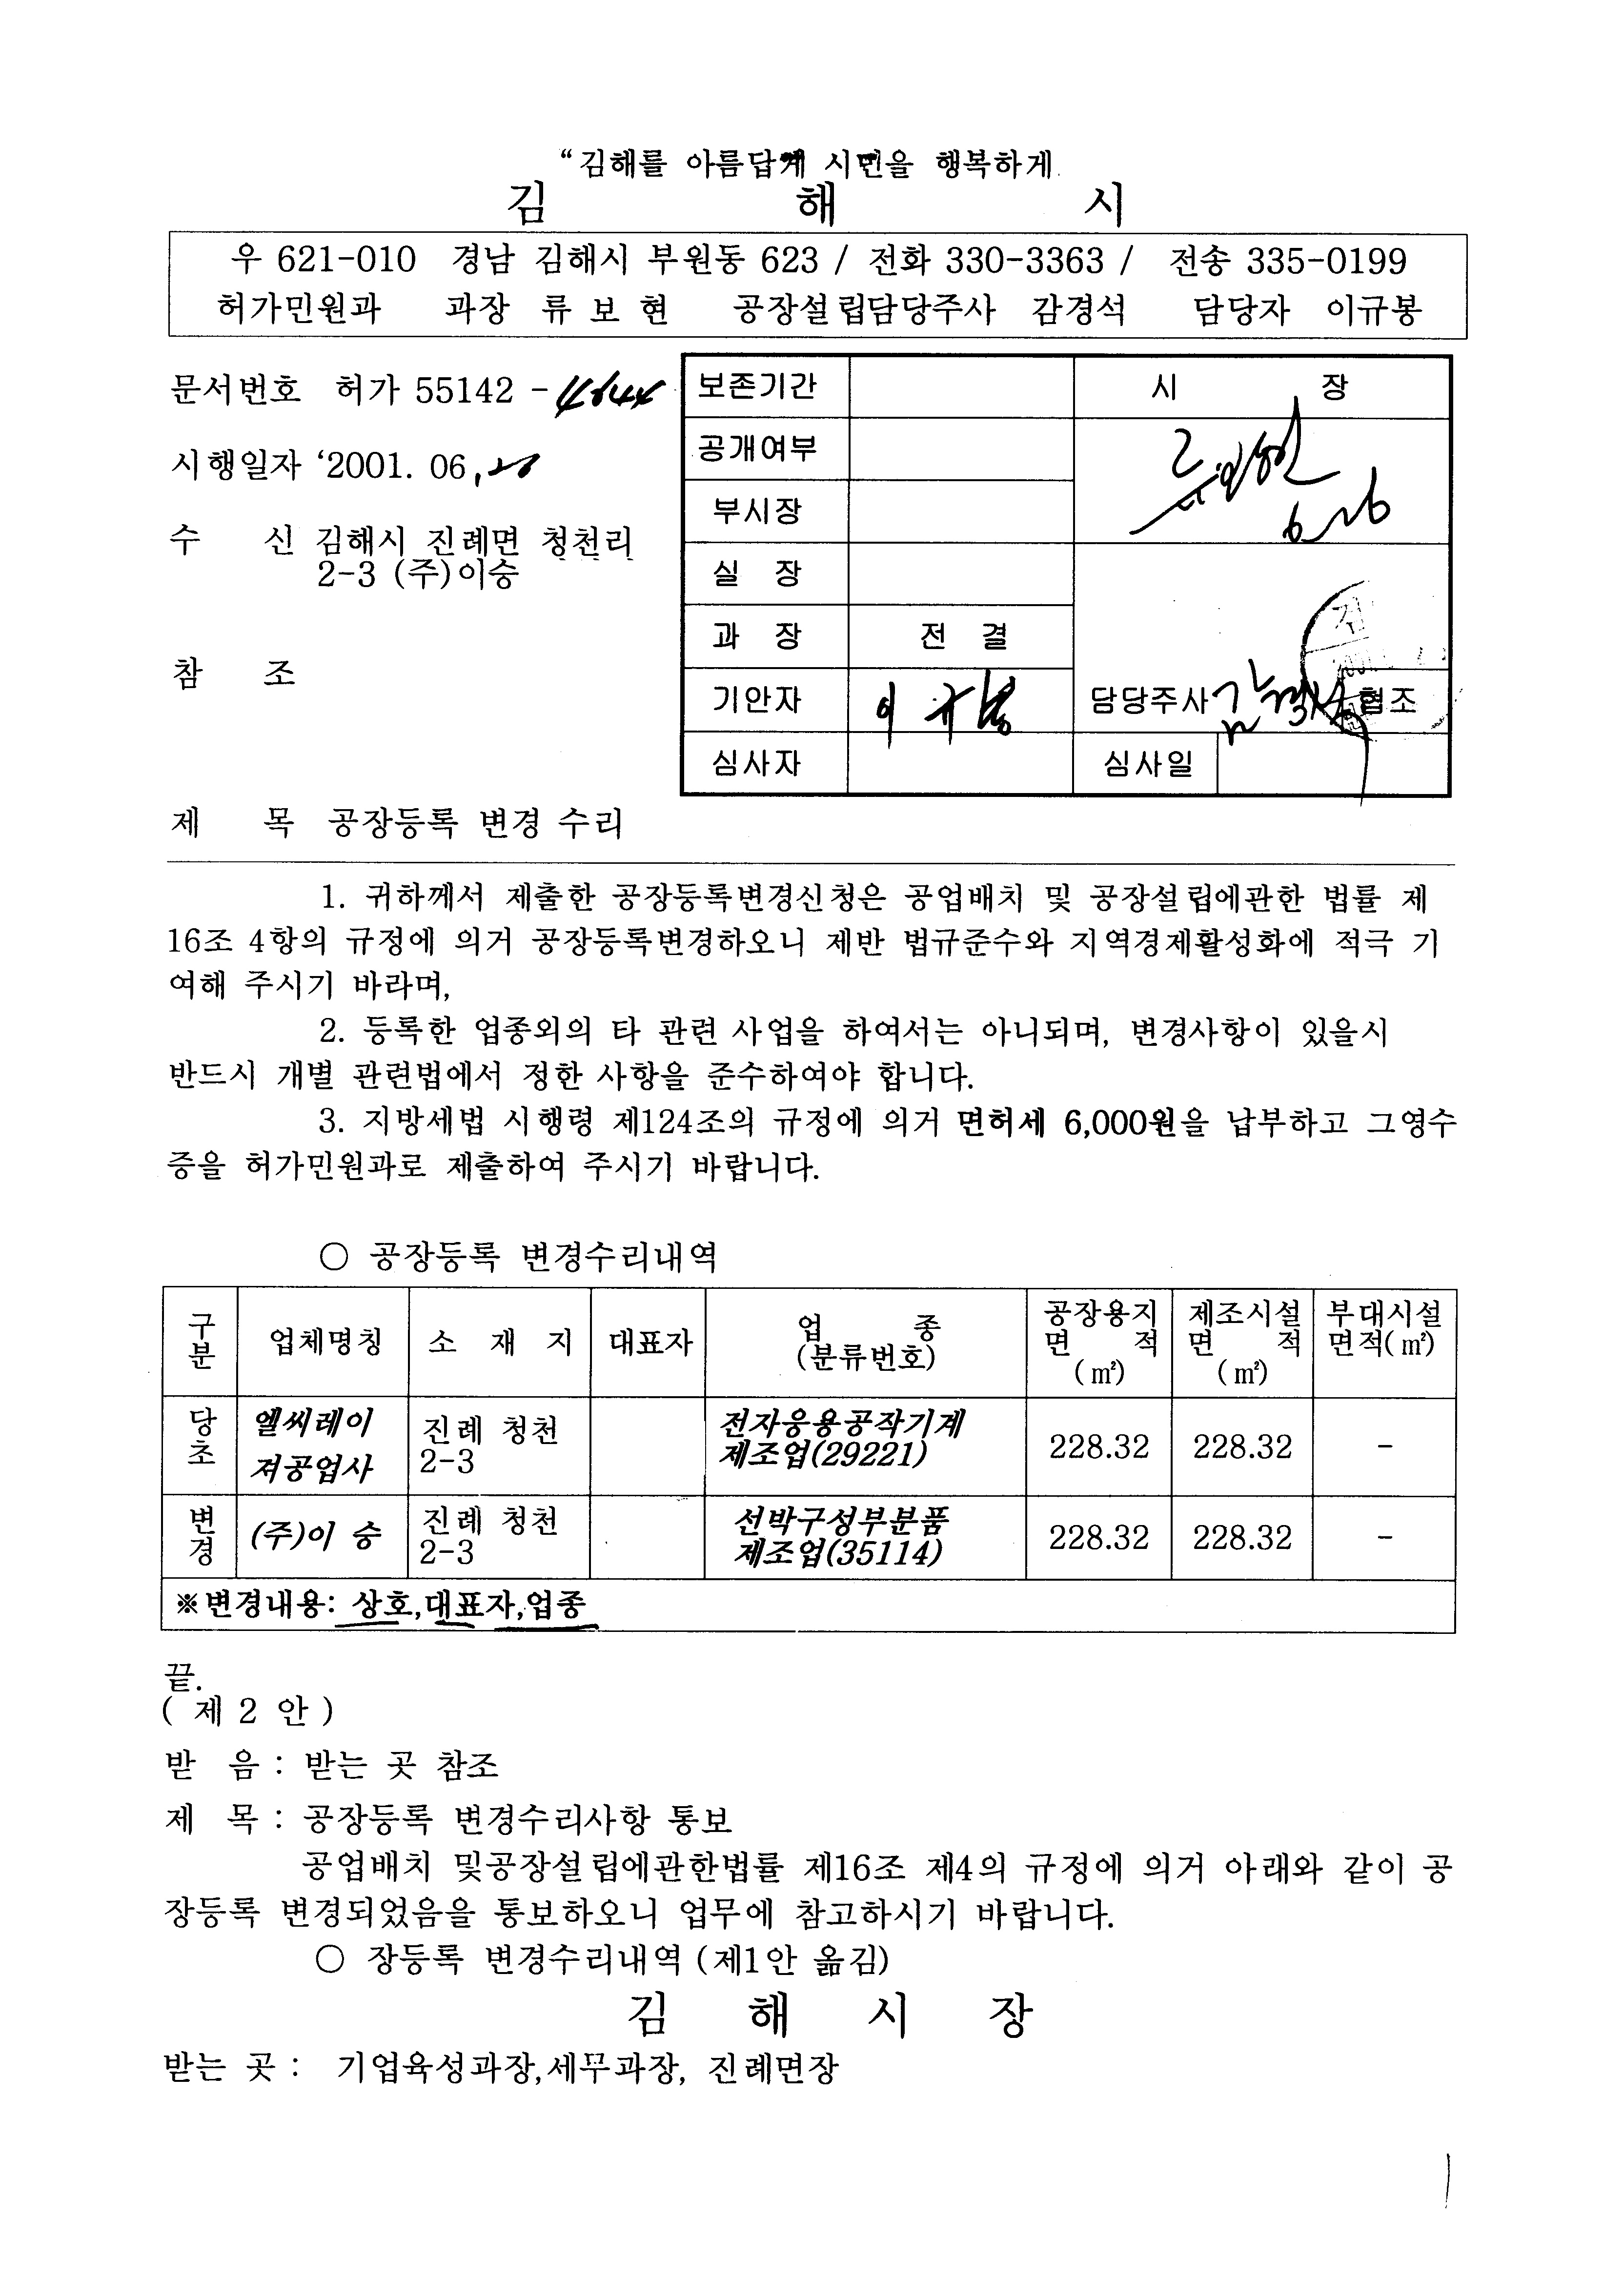 “김해를 아름답게 시민을 행복하게
김 해 시
우 621-010 경남 김해시 부원동 623 / 전화 330-3363 / 전송 335-0199
허가민원과 과장 류 보 현 공장설립담당주사 감경석 담당자 이규봉
문서번호 허가 55142 -
시행일자 ‘2001. 06.
수 신 김해시 진례면 청천리
2-3 (주)이승
참 조
보존기간 시 장
공개여부
부시장
6. 26
실 장
과 장 전 결
기안자 이규봉 담당주사 협조
심사자 심사일
제 목 공장등록 변경 수리
1. 귀하께서 제출한 공장등록변경신청은 공업배치 및 공장설립에관한 법률 제
16조 4항의 규정에 의거 공장등록변경하오니 제반 법규준수와 지역경제활성화에 적극 기
여해 주시기 바라며,
2. 등록한 업종외의 타 관련 사업을 하여서는 아니되며, 변경사항이 있을시
반드시 개별 관련법에서 정한 사항을 준수하여야 합니다.
3. 지방세법 시행령 제124조의 규정에 의거 면허세 6,000원을 납부하고 그영수
증을 허가민원과로 제출하여 주시기 바랍니다.
○ 공장등록 변경수리내역
구분 업체명칭 소 재 지 대표자 업 종 (분류번호) 공장용지 면 적 (㎡) 제조시설 면 적 (㎡) 부대시설 면적(㎡)
당초 엘씨레이져공업사 진례 청천 2-3 전자응용공작기계 제조업(29221) 228.32 228.32 -
변경 (주)이 승 진례 청천 2-3 선박구성부분품 제조업(35114) 228.32 228.32 -
※변경내용: 상호,대표자,업종
끝.
( 제 2 안 )
받 음 : 받는 곳 참조
제 목 : 공장등록 변경수리사항 통보
공업배치 및공장설립에관한법률 제16조 제4의 규정에 의거 아래와 같이 공
장등록 변경되었음을 통보하오니 업무에 참고하시기 바랍니다.
○ 장등록 변경수리내역 (제1안 옮김)
김 해 시 장
받는 곳 : 기업육성과장,세무과장, 진례면장